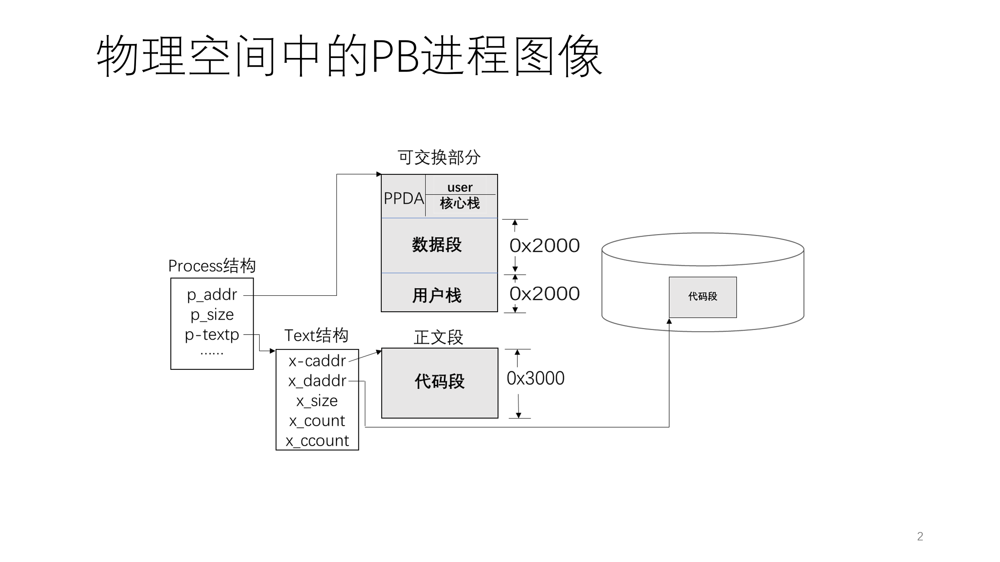 物理空间中的PB进程图像
可交换部分
PPDA
user
核心栈
数据段
0x2000
用户栈
0x2000
Process结构
p_addr
p_size
p-textp
……
Text结构
x-caddr
x_daddr
x_size
x_count
x_ccount
正文段
代码段
0x3000
代码段
2